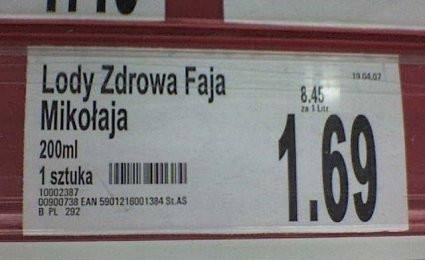 Lody Zdrowa Faja
Mikołaja
200ml
1 sztuka
10002387
00900738 EAN 5901216001384 St.AS
B PL 292
19.04.07
8.45
za 1 Litr
1.69